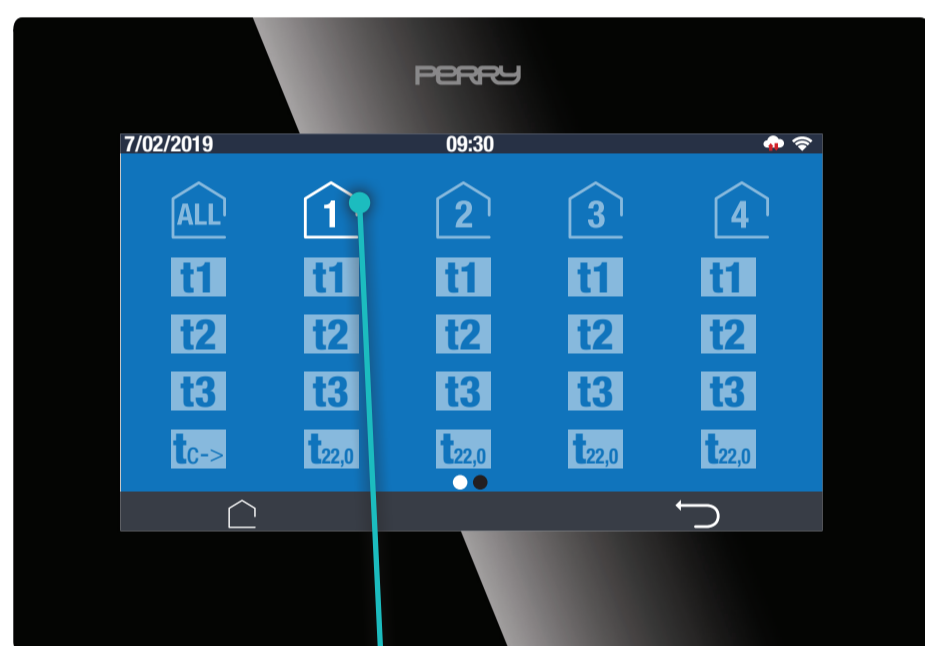 PERRY
7/02/2019 09:30
ALL 1 2 3 4
t1 t1 t1 t1 t1
t2 t2 t2 t2 t2
t3 t3 t3 t3 t3
tC-> t22,0 t22,0 t22,0 t22,0